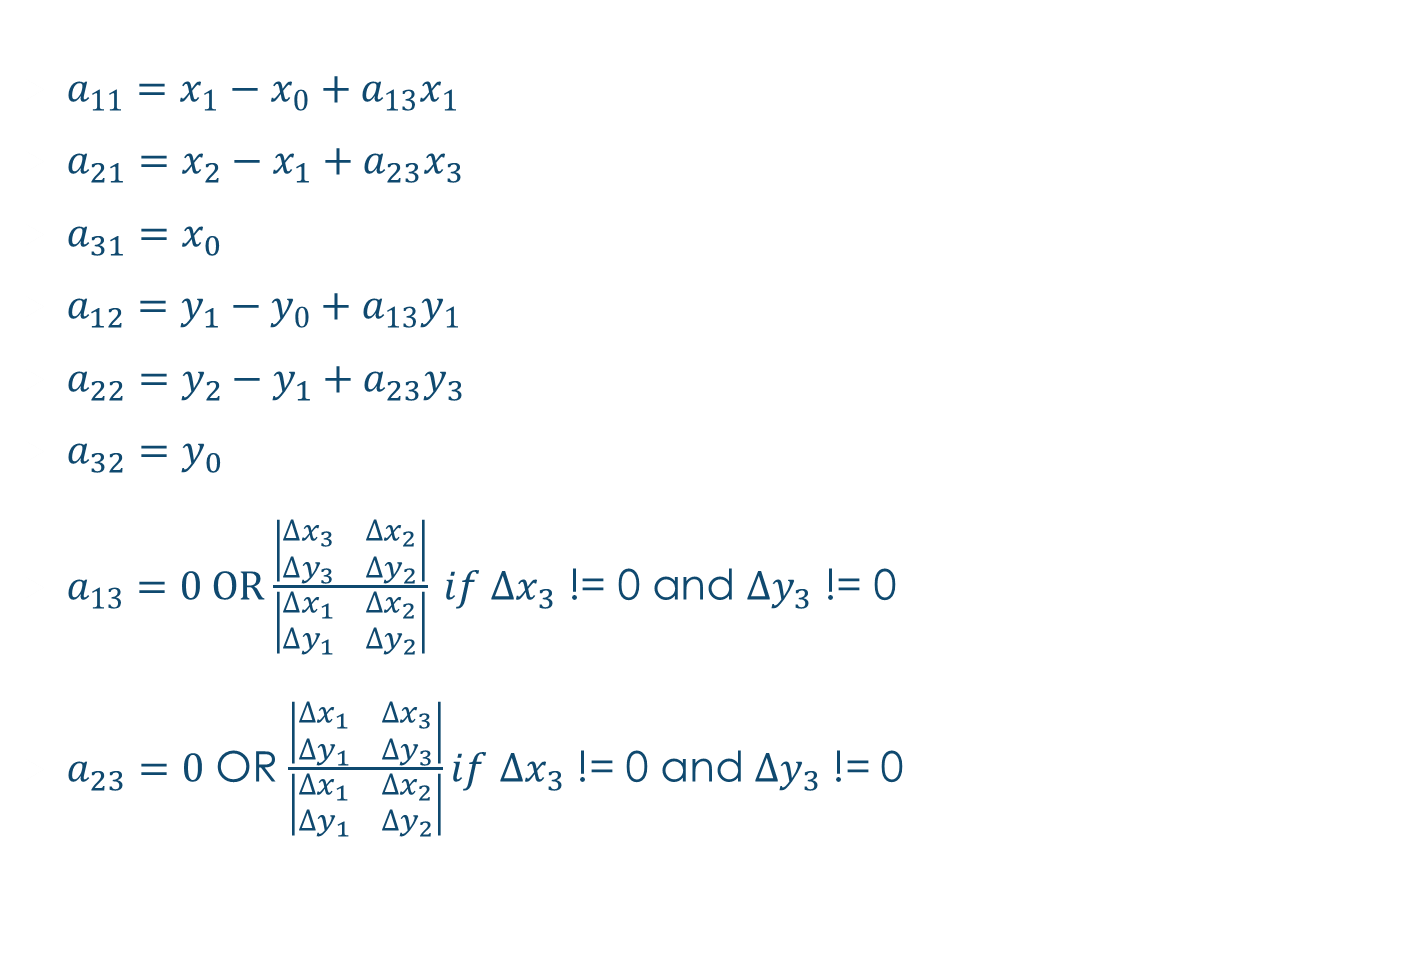 a₁₁ = x₁ − x₀ + a₁₃x₁
a₂₁ = x₂ − x₁ + a₂₃x₃
a₃₁ = x₀
a₁₂ = y₁ − y₀ + a₁₃y₁
a₂₂ = y₂ − y₁ + a₂₃y₃
a₃₂ = y₀
a₁₃ = 0 OR |Δx₃ Δx₂; Δy₃ Δy₂| / |Δx₁ Δx₂; Δy₁ Δy₂| if Δx₃ != 0 and Δy₃ != 0
a₂₃ = 0 OR |Δx₁ Δx₃; Δy₁ Δy₃| / |Δx₁ Δx₂; Δy₁ Δy₂| if Δx₃ != 0 and Δy₃ != 0